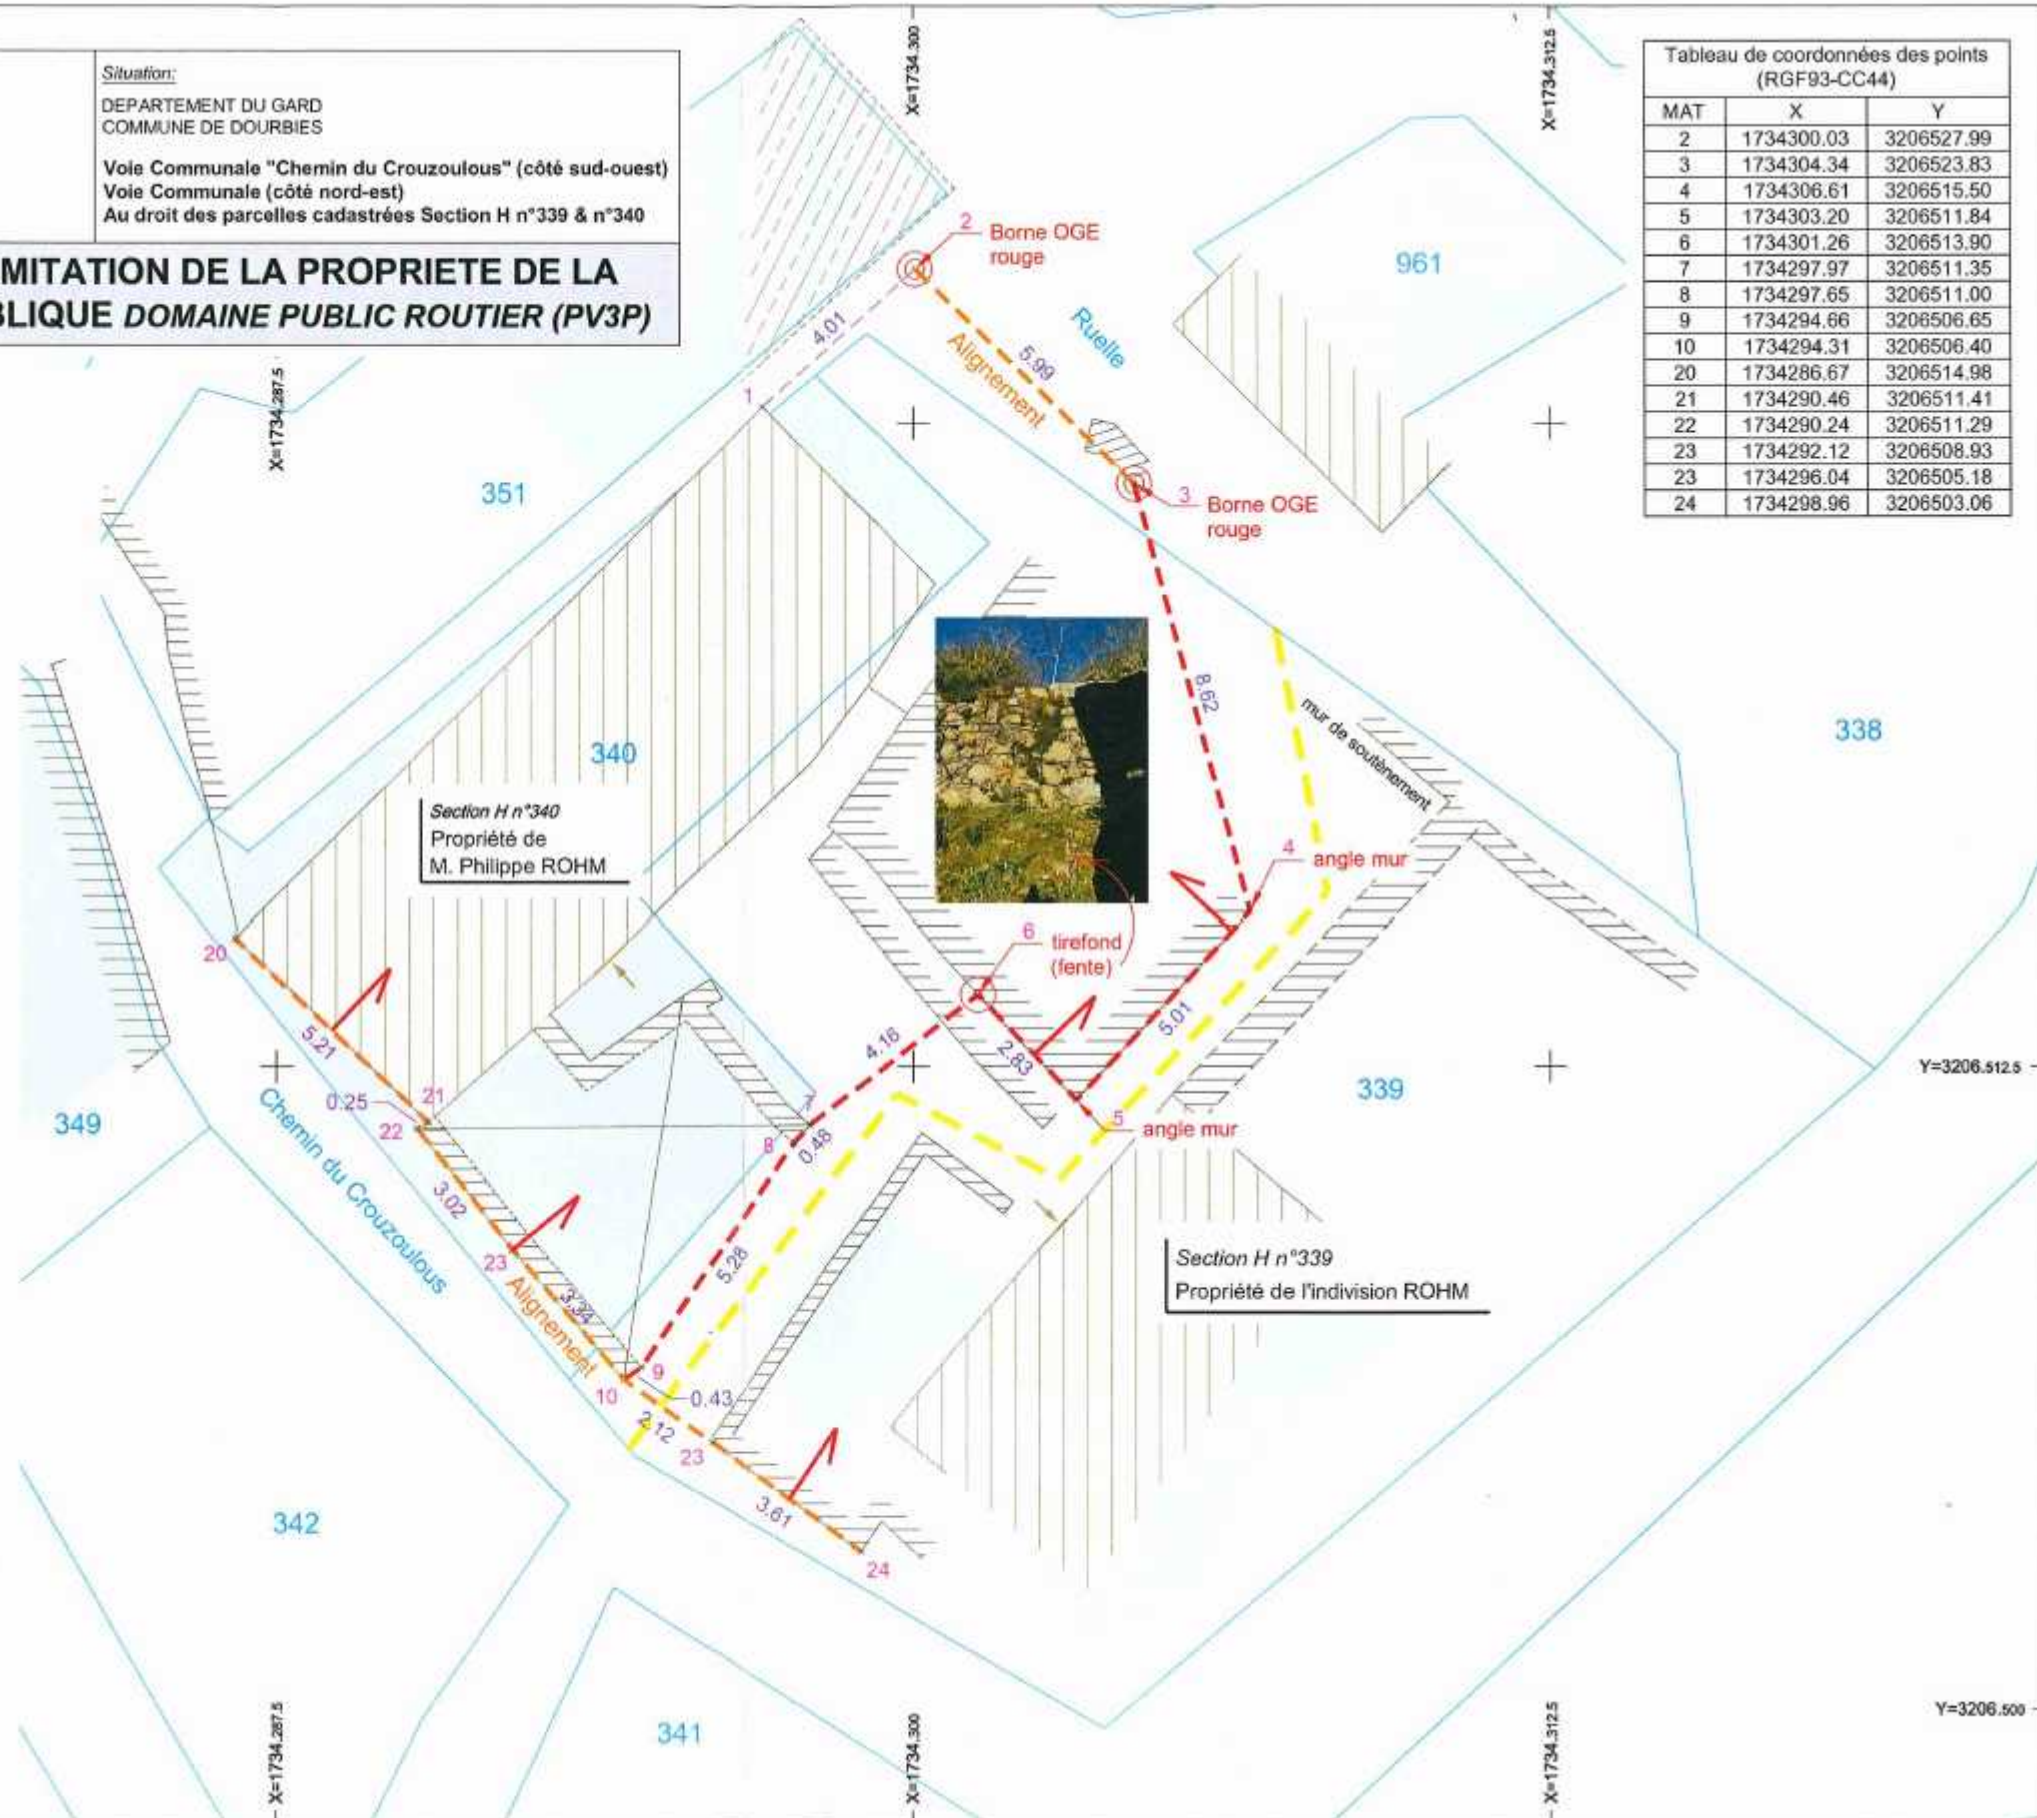 Situation:
DEPARTEMENT DU GARD
COMMUNE DE DOURBIES
Voie Communale "Chemin du Crouzoulous" (côté sud-ouest)
Voie Communale (côté nord-est)
Au droit des parcelles cadastrées Section H n°339 & n°340
MITATION DE LA PROPRIETE DE LA
BLIQUE DOMAINE PUBLIC ROUTIER (PV3P)
X=1734.300
X=1734.312.5
Tableau de coordonnées des points
(RGF93-CC44)
MAT X Y
2 1734300.03 3206527.99
3 1734304.34 3206523.83
4 1734306.61 3206515.50
5 1734303.20 3206511.84
6 1734301.26 3206513.90
7 1734297.97 3206511.35
8 1734297.65 3206511.00
9 1734294.66 3206506.65
10 1734294.31 3206506.40
20 1734286.67 3206514.98
21 1734290.46 3206511.41
22 1734290.24 3206511.29
23 1734292.12 3206508.93
23 1734296.04 3206505.18
24 1734298.96 3206503.06
2
Borne OGE
rouge
961
Ruelle
4.01
5.99
Alignement
X=1734.287.5
1
351
3
Borne OGE
rouge
8.62
mur de soutènement
338
340
Section H n°340
Propriété de
M. Philippe ROHM
4
angle mur
6
tirefond
(fente)
20
5.21
4.16
2.83
5.01
Y=3206.512.5
339
0.25
21
22
349
7
8
0.48
5
angle mur
Chemin du Crouzoulous
3.02
23
Alignement
3.34
5.28
Section H n°339
Propriété de l'indivision ROHM
9
10
0.43
2.12
23
3.61
24
342
341
X=1734.287.5
X=1734.300
X=1734.312.5
Y=3206.500